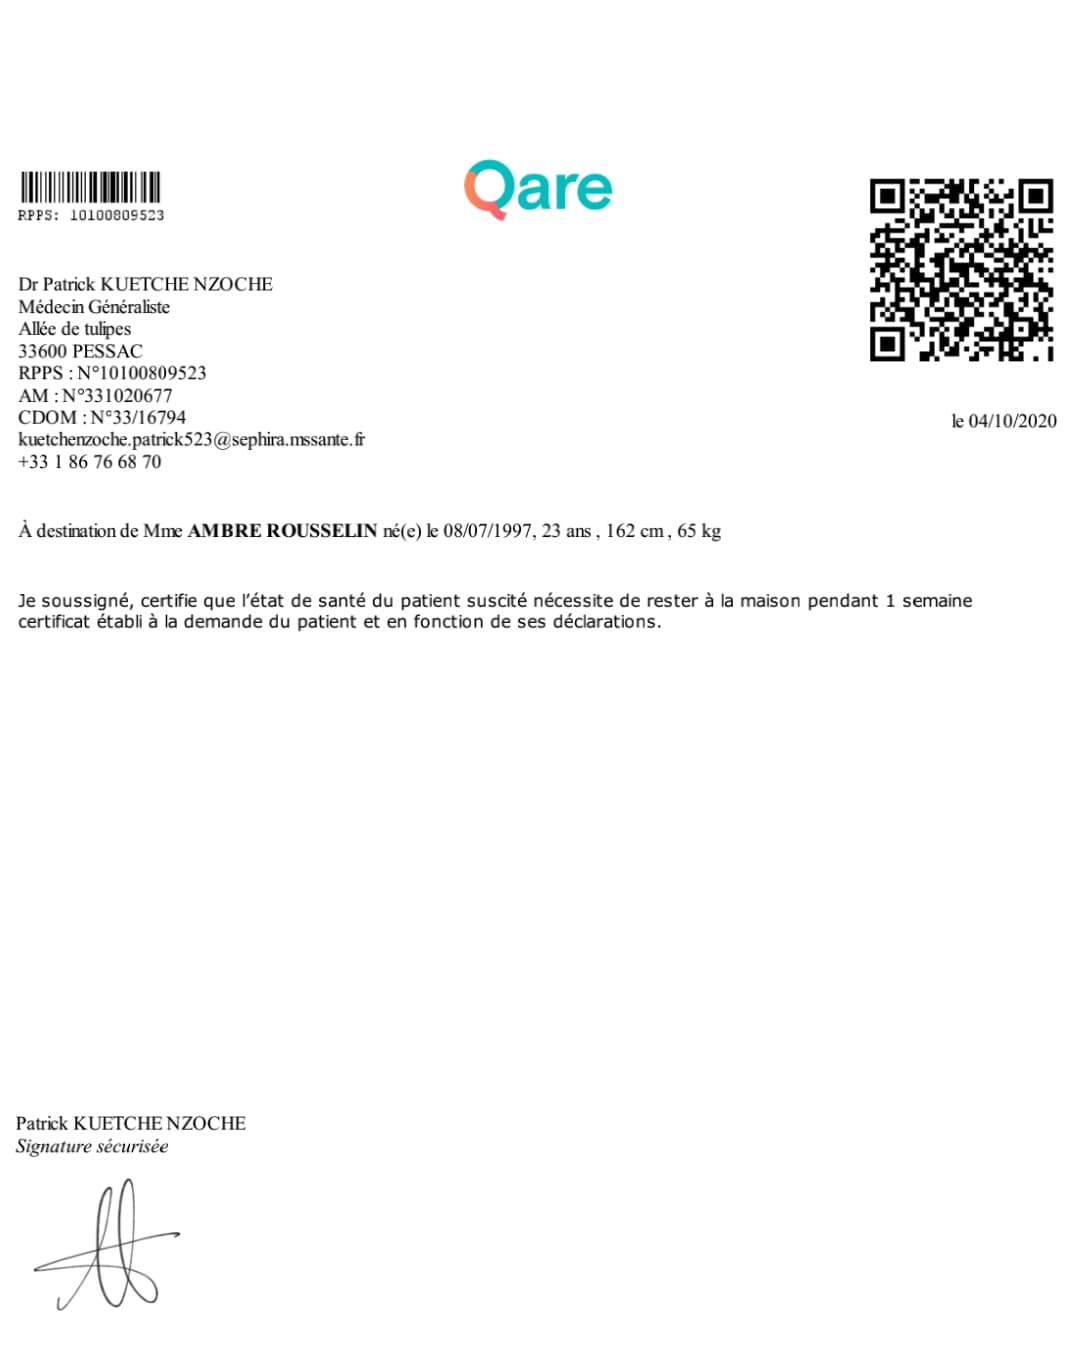 RPPS: 10100809523
Qare
Dr Patrick KUETCHE NZOCHE
Médecin Généraliste
Allée de tulipes
33600 PESSAC
RPPS : N°10100809523
AM : N°331020677
CDOM : N°33/16794
kuetchenzoche.patrick523@sephira.mssante.fr
+33 1 86 76 68 70
le 04/10/2020
À destination de Mme AMBRE ROUSSELIN né(e) le 08/07/1997, 23 ans , 162 cm , 65 kg
Je soussigné, certifie que l’état de santé du patient suscité nécessite de rester à la maison pendant 1 semaine
certificat établi à la demande du patient et en fonction de ses déclarations.
Patrick KUETCHE NZOCHE
Signature sécurisée